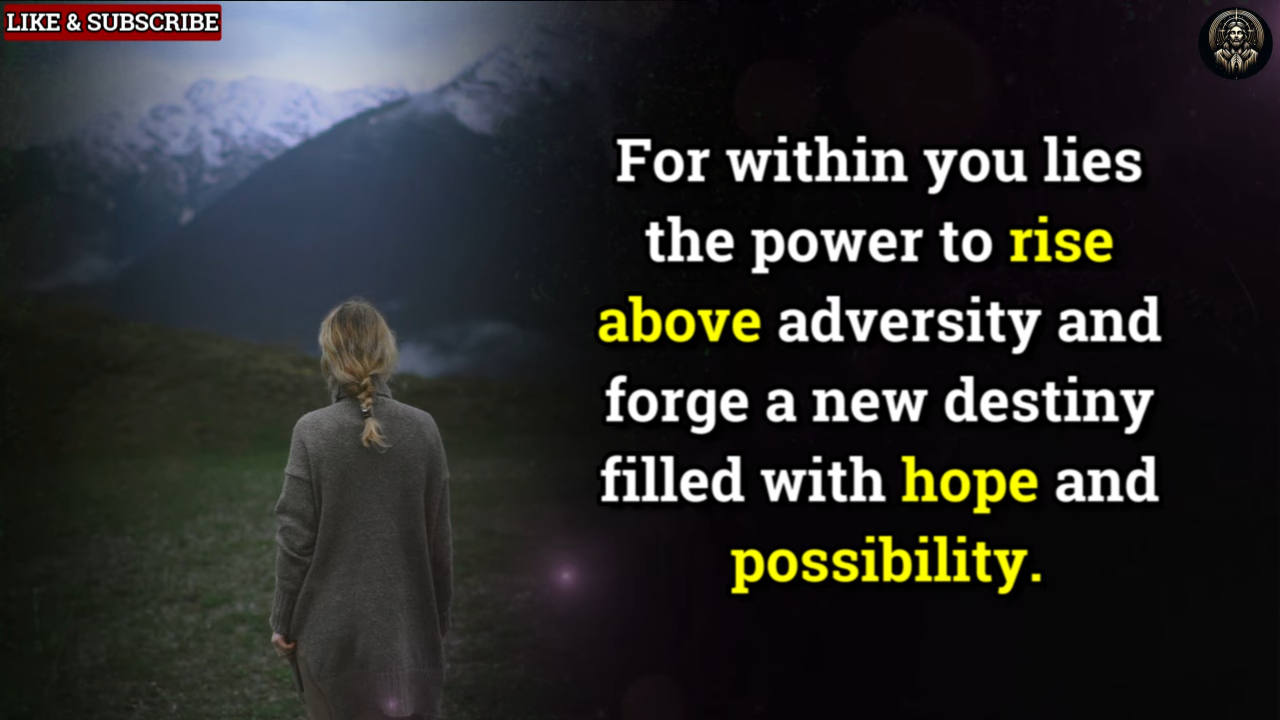 LIKE & SUBSCRIBE
For within you lies
the power to rise
above adversity and
forge a new destiny
filled with hope and
possibility.